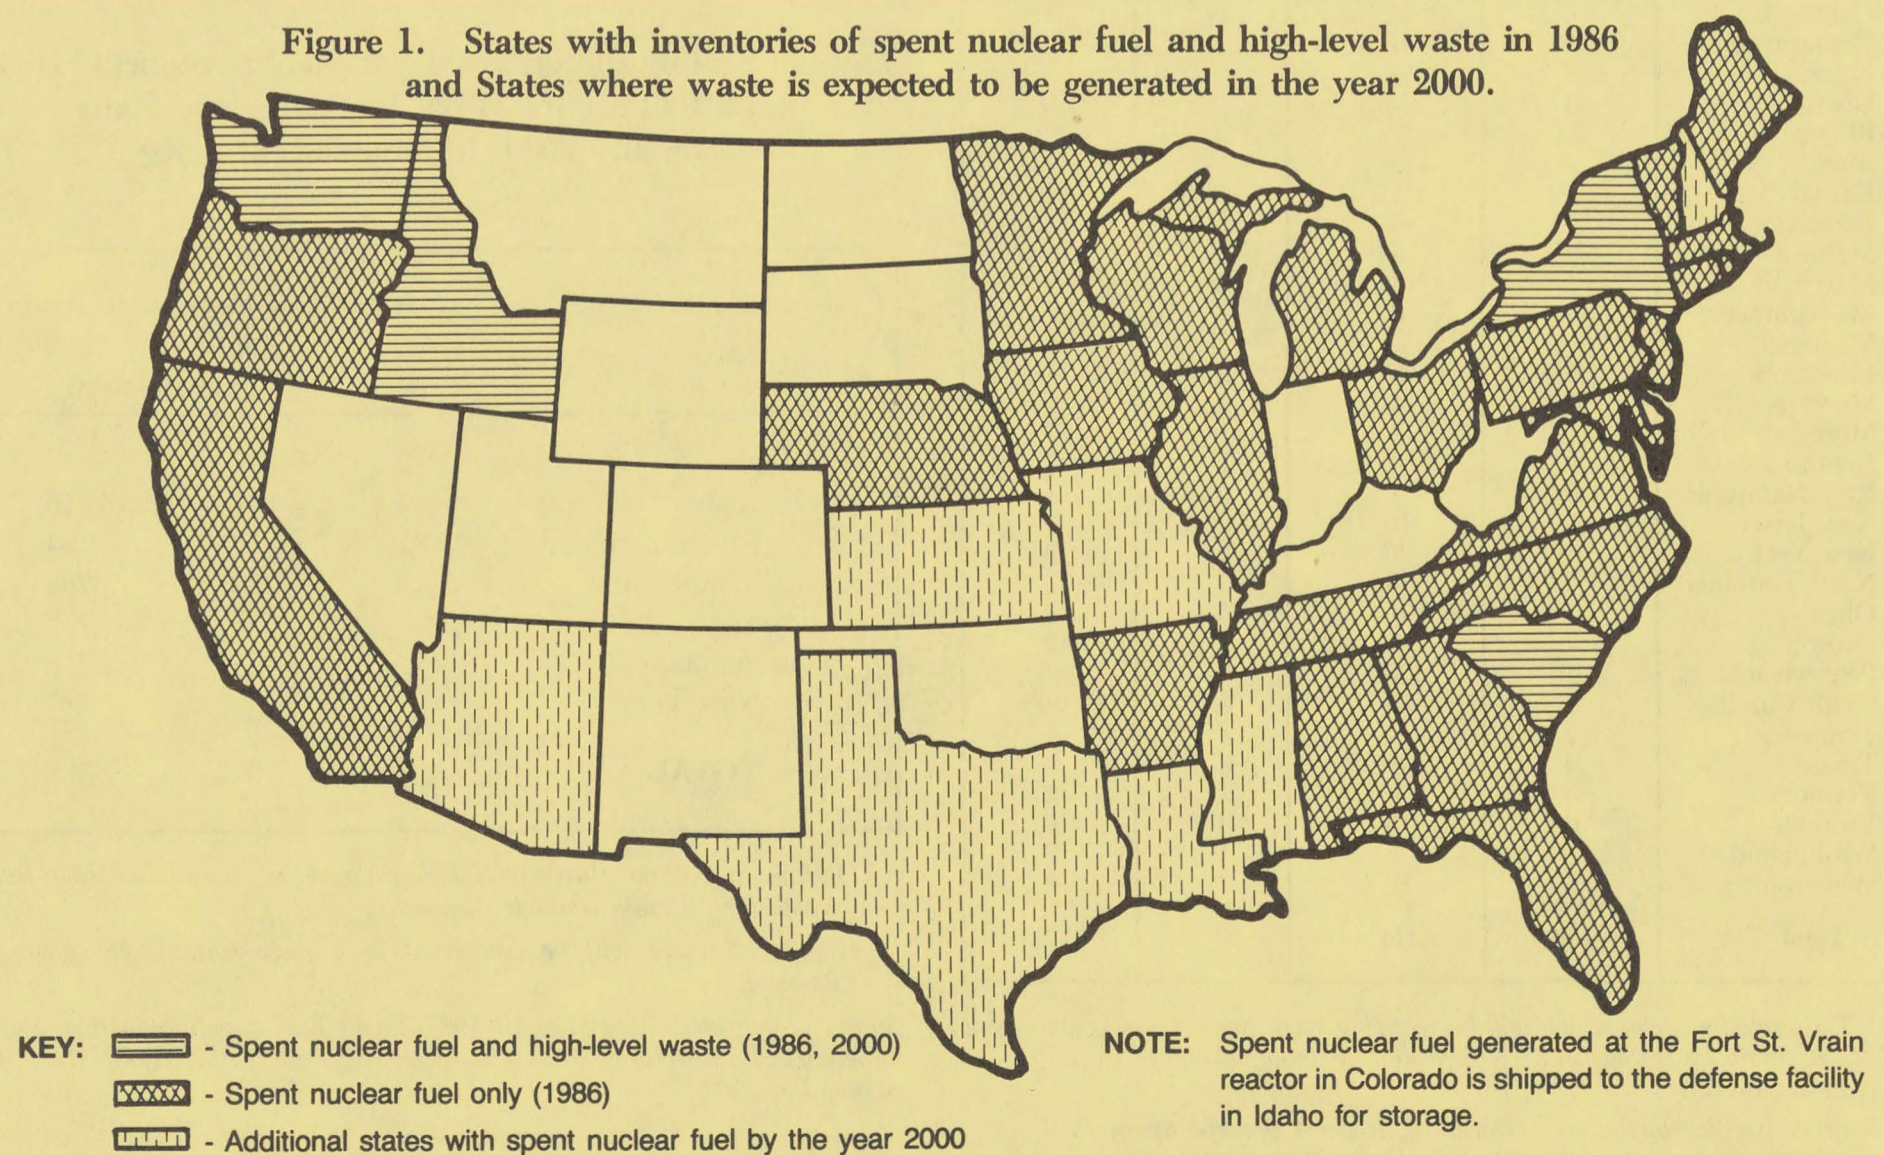 Figure 1. States with inventories of spent nuclear fuel and high-level waste in 1986
and States where waste is expected to be generated in the year 2000.
KEY:
- Spent nuclear fuel and high-level waste (1986, 2000)
- Spent nuclear fuel only (1986)
- Additional states with spent nuclear fuel by the year 2000
NOTE: Spent nuclear fuel generated at the Fort St. Vrain
reactor in Colorado is shipped to the defense facility
in Idaho for storage.